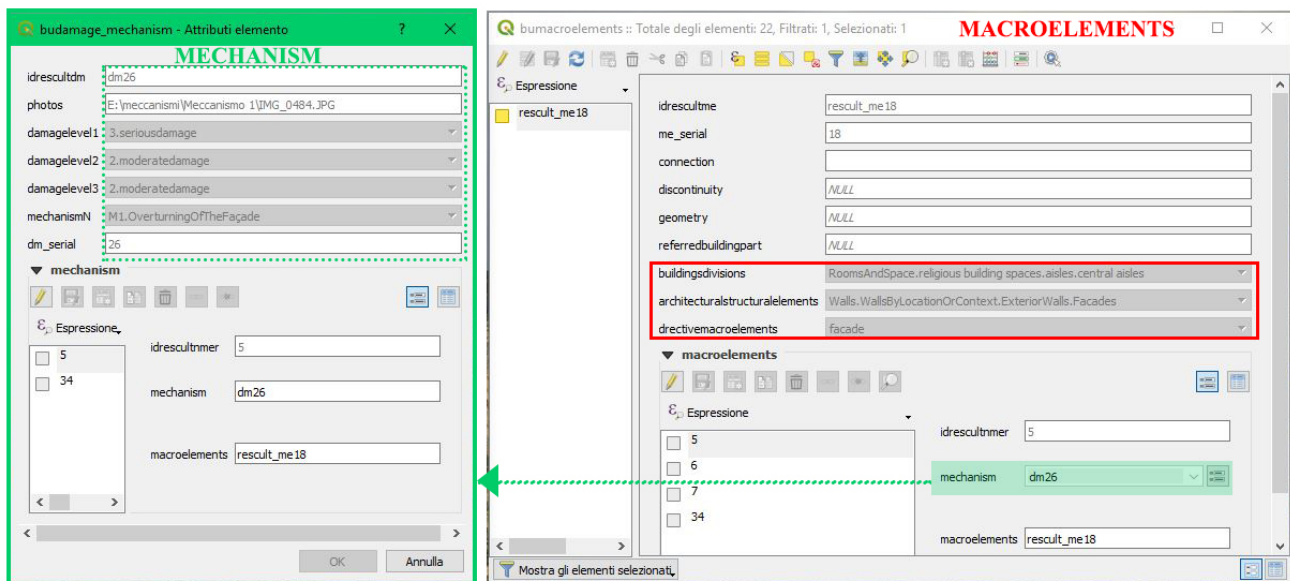 budamage_mechanism - Attributi elemento ? ×
MECHANISM
idrescultdm dm26
photos E:\meccanismi\Meccanismo 1\IMG_0484.JPG
damagelevel1 3.seriousdamage
damagelevel2 2.moderatedamage
damagelevel3 2.moderatedamage
mechanismN M1.OverturningOfTheFaçade
dm_serial 26
mechanism
Espressione
5
34
idrescultnmer 5
mechanism dm26
macroelements rescult_me18
OK Annulla
bumacroelements :: Totale degli elementi: 22, Filtrati: 1, Selezionati: 1
MACROELEMENTS
Espressione
rescult_me18
idrescultme rescult_me18
me_serial 18
connection
discontinuity NULL
geometry NULL
referredbuildingpart NULL
buildingsdivisions RoomsAndSpace.religious building spaces.aisles.central aisles
architecturalstructuralelements Walls.WallsByLocationOrContext.ExteriorWalls.Facades
drectivemacroelements facade
macroelements
Espressione
5
6
7
34
idrescultnmer 5
mechanism dm26
macroelements rescult_me18
Mostra gli elementi selezionati